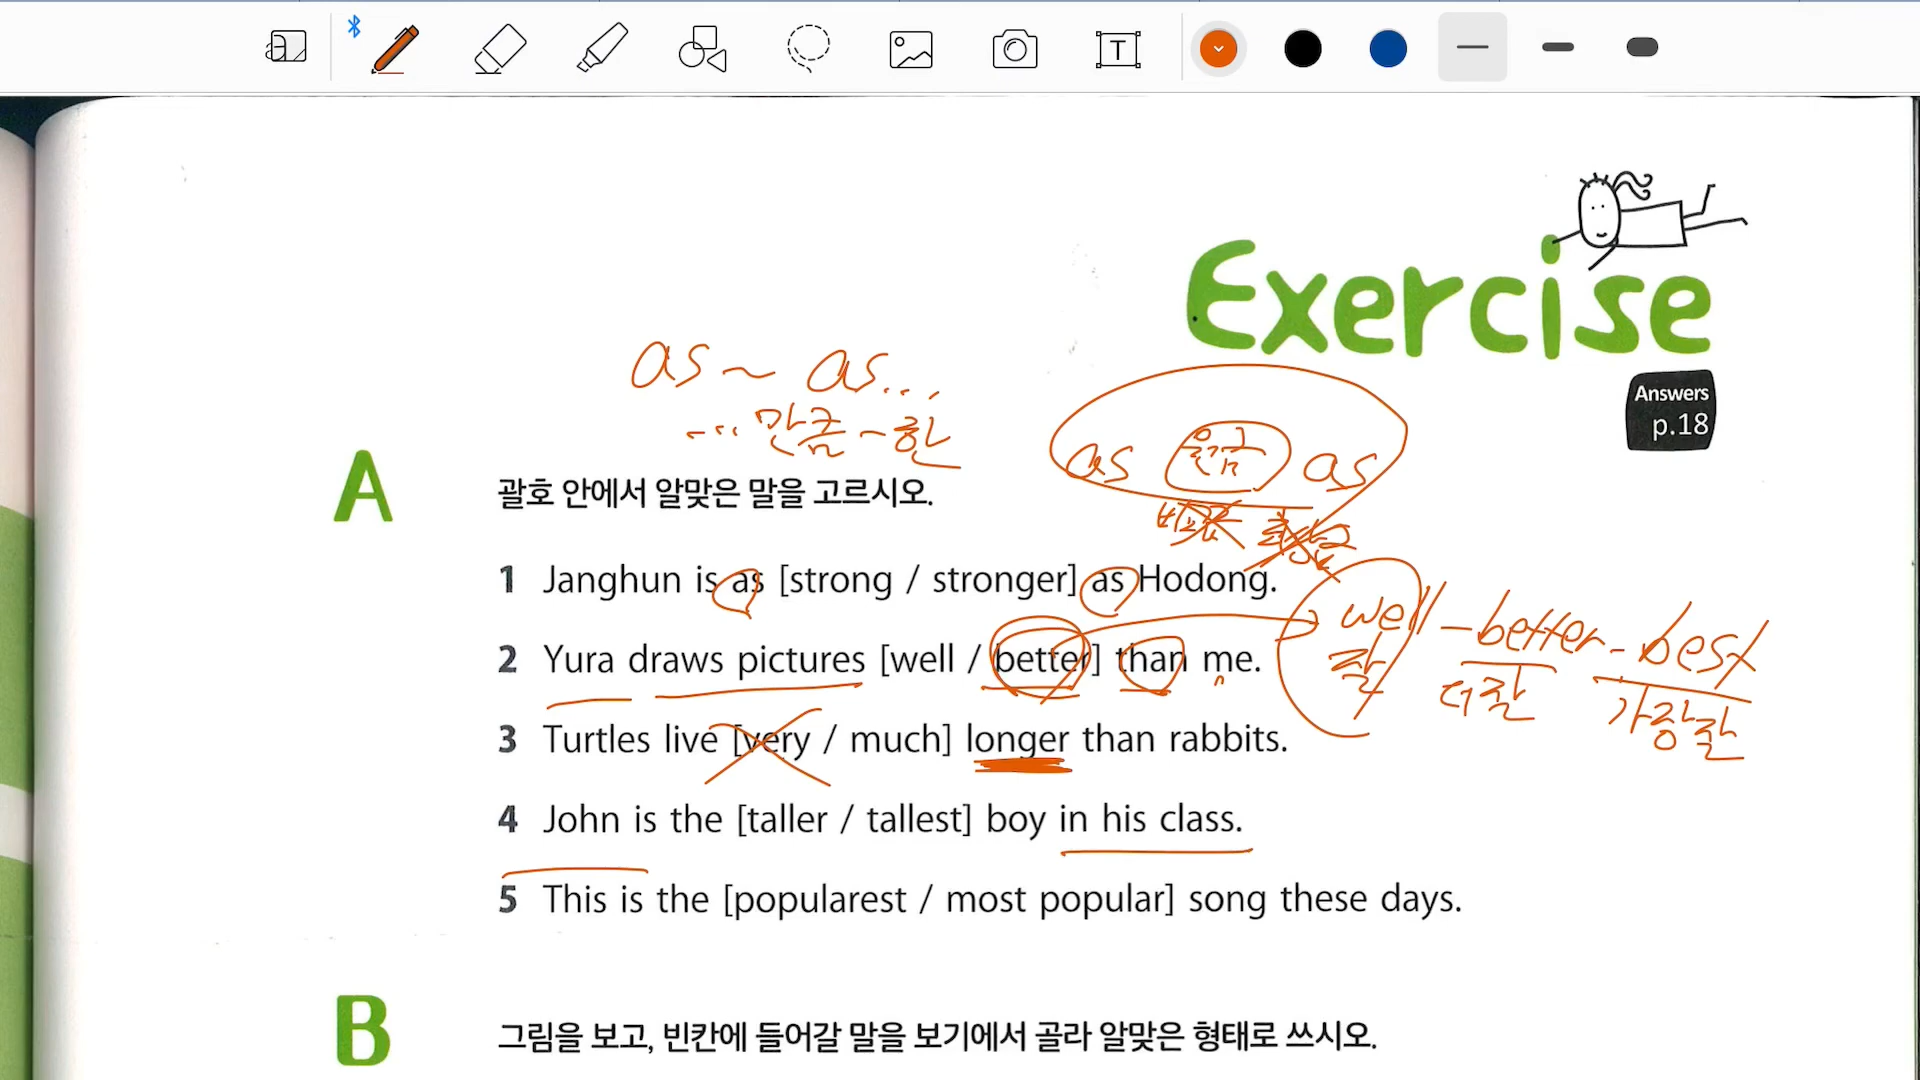 Exercise
Answers
p.18
as ~ as...
... 만큼 ~한
as 원급 as
비교급 최상급
A
괄호 안에서 알맞은 말을 고르시오.
1 Janghun is as [strong / stronger] as Hodong.
well - better - best
잘 더 잘 가장 잘
2 Yura draws pictures [well / better] than me.
3 Turtles live [very / much] longer than rabbits.
4 John is the [taller / tallest] boy in his class.
5 This is the [popularest / most popular] song these days.
B
그림을 보고, 빈칸에 들어갈 말을 보기에서 골라 알맞은 형태로 쓰시오.